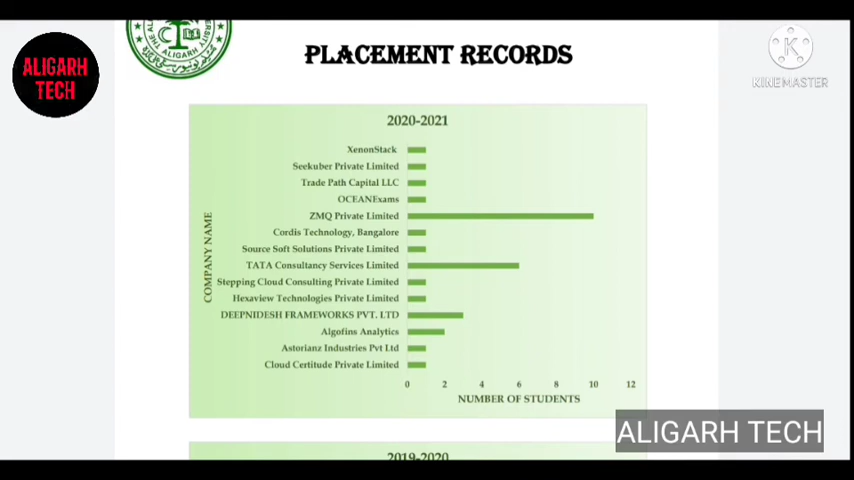 PLACEMENT RECORDS
ALIGARH
TECH
KINEMASTER
THE ALIGARH
2020-2021
XenonStack
Seekuber Private Limited
Trade Path Capital LLC
OCEANExams
ZMQ Private Limited
Cordis Technology, Bangalore
Source Soft Solutions Private Limited
TATA Consultancy Services Limited
Stepping Cloud Consulting Private Limited
Hexaview Technologies Private Limited
DEEPNIDESH FRAMEWORKS PVT. LTD
Algofins Analytics
Astorianz Industries Pvt Ltd
Cloud Certitude Private Limited
COMPANY NAME
0 2 4 6 8 10 12
NUMBER OF STUDENTS
ALIGARH TECH
2019-2020